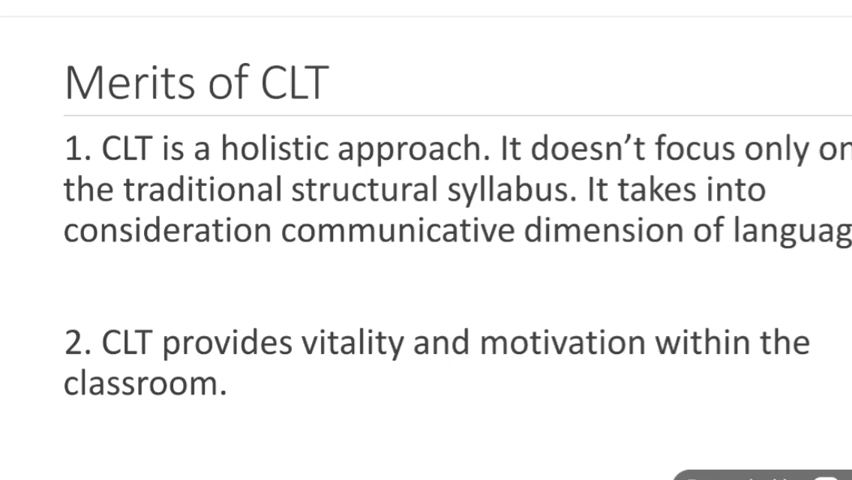 Merits of CLT
1. CLT is a holistic approach. It doesn't focus only on
the traditional structural syllabus. It takes into
consideration communicative dimension of languag
2. CLT provides vitality and motivation within the
classroom.